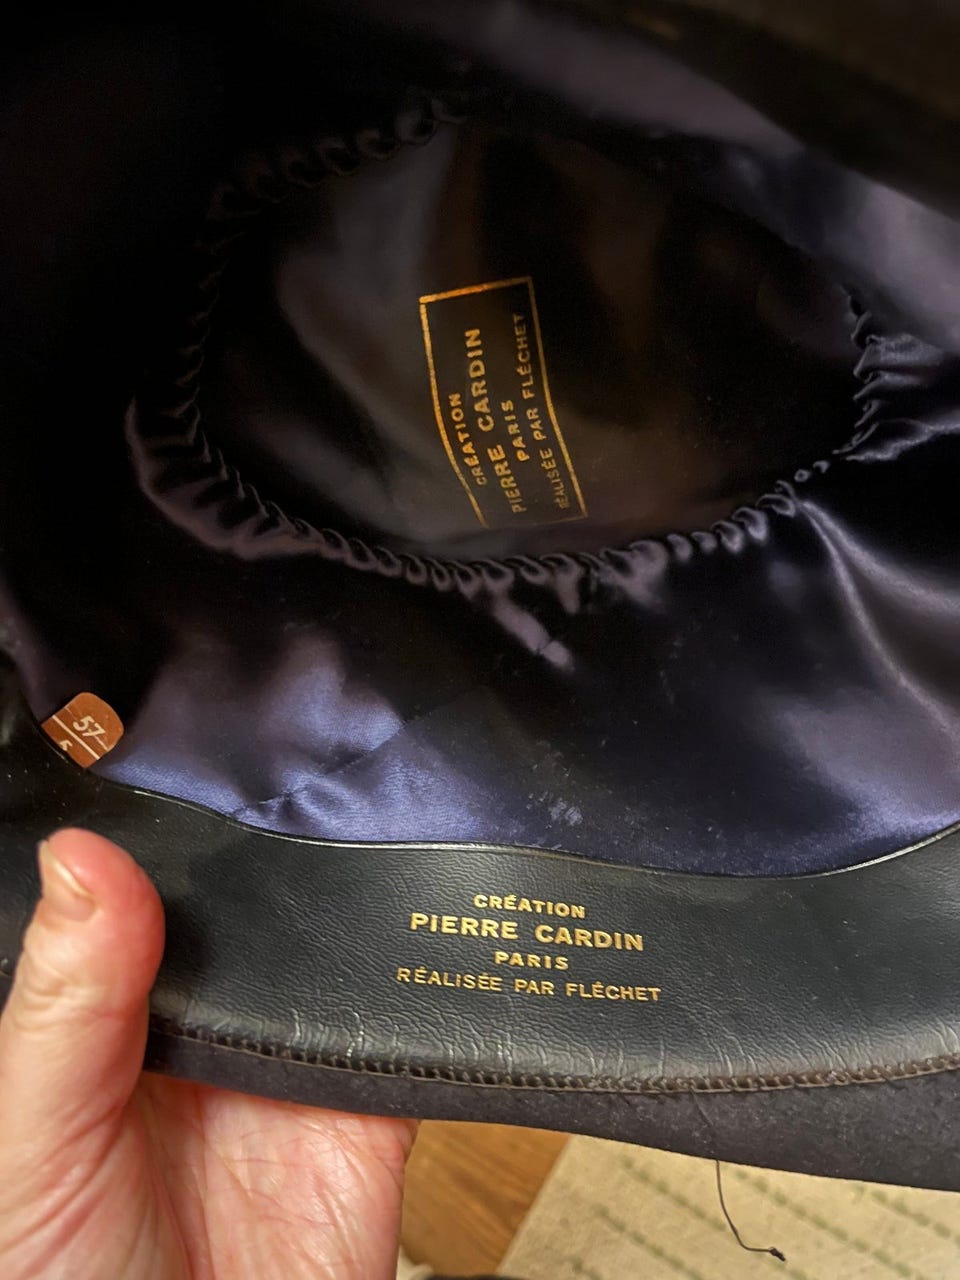 CRÉATION
PIERRE CARDIN
PARIS
RÉALISÉE PAR FLÉCHET
57
CRÉATION
PIERRE CARDIN
PARIS
RÉALISÉE PAR FLÉCHET